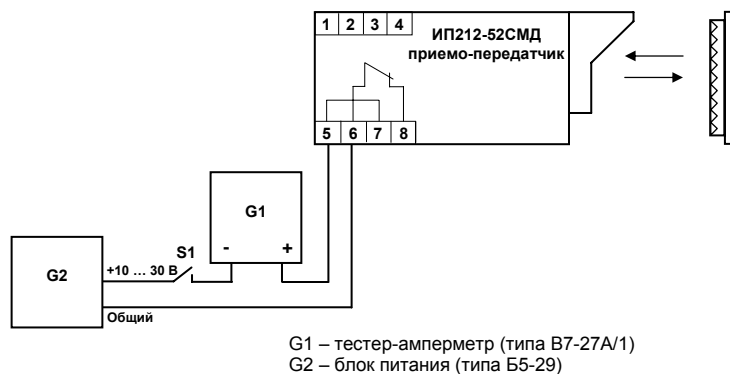 1 2 3 4
ИП212-52СМД
приемо-передатчик
5 6 7 8
G1
- +
S1
G2
+10 ... 30 В
Общий
G1 – тестер-амперметр (типа В7-27А/1)
G2 – блок питания (типа Б5-29)